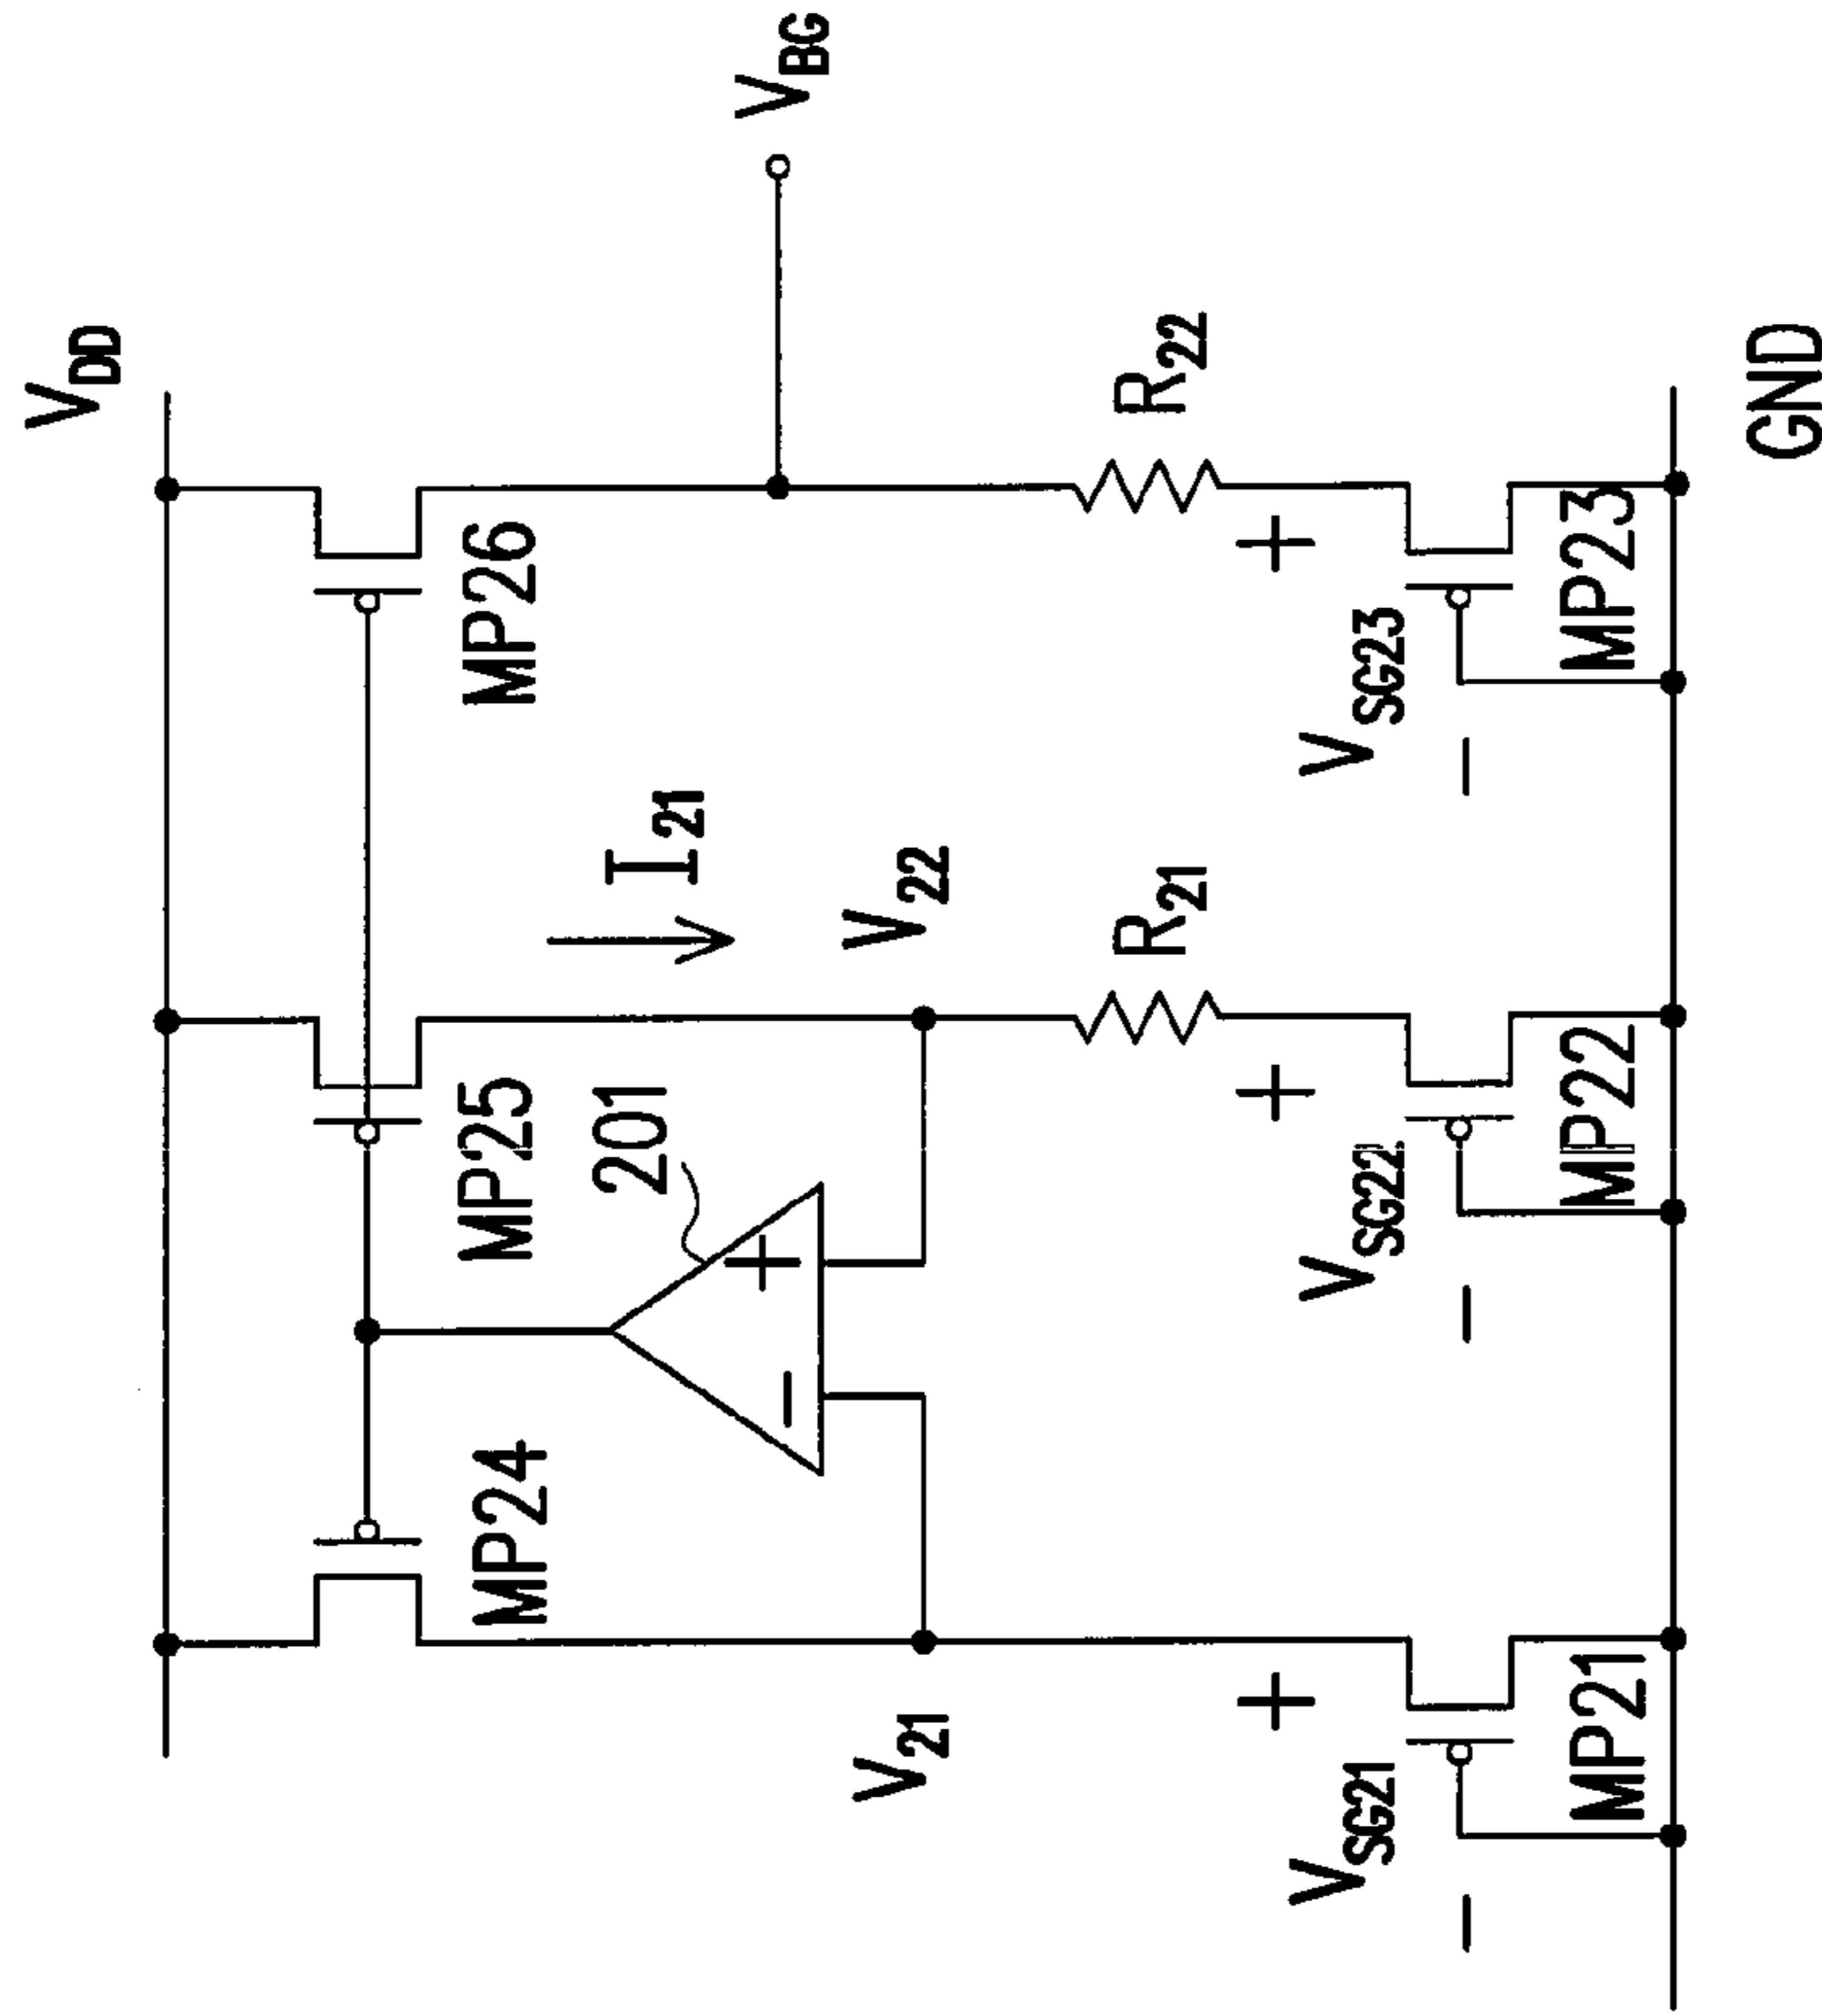 V_DD
MP24
MP25
MP26
201
I_21
V_BG
V_21
V_22
+
-
R_21
R_22
V_SG21
+
-
V_SG22
+
-
V_SG23
+
-
MP21
MP22
MP23
GND